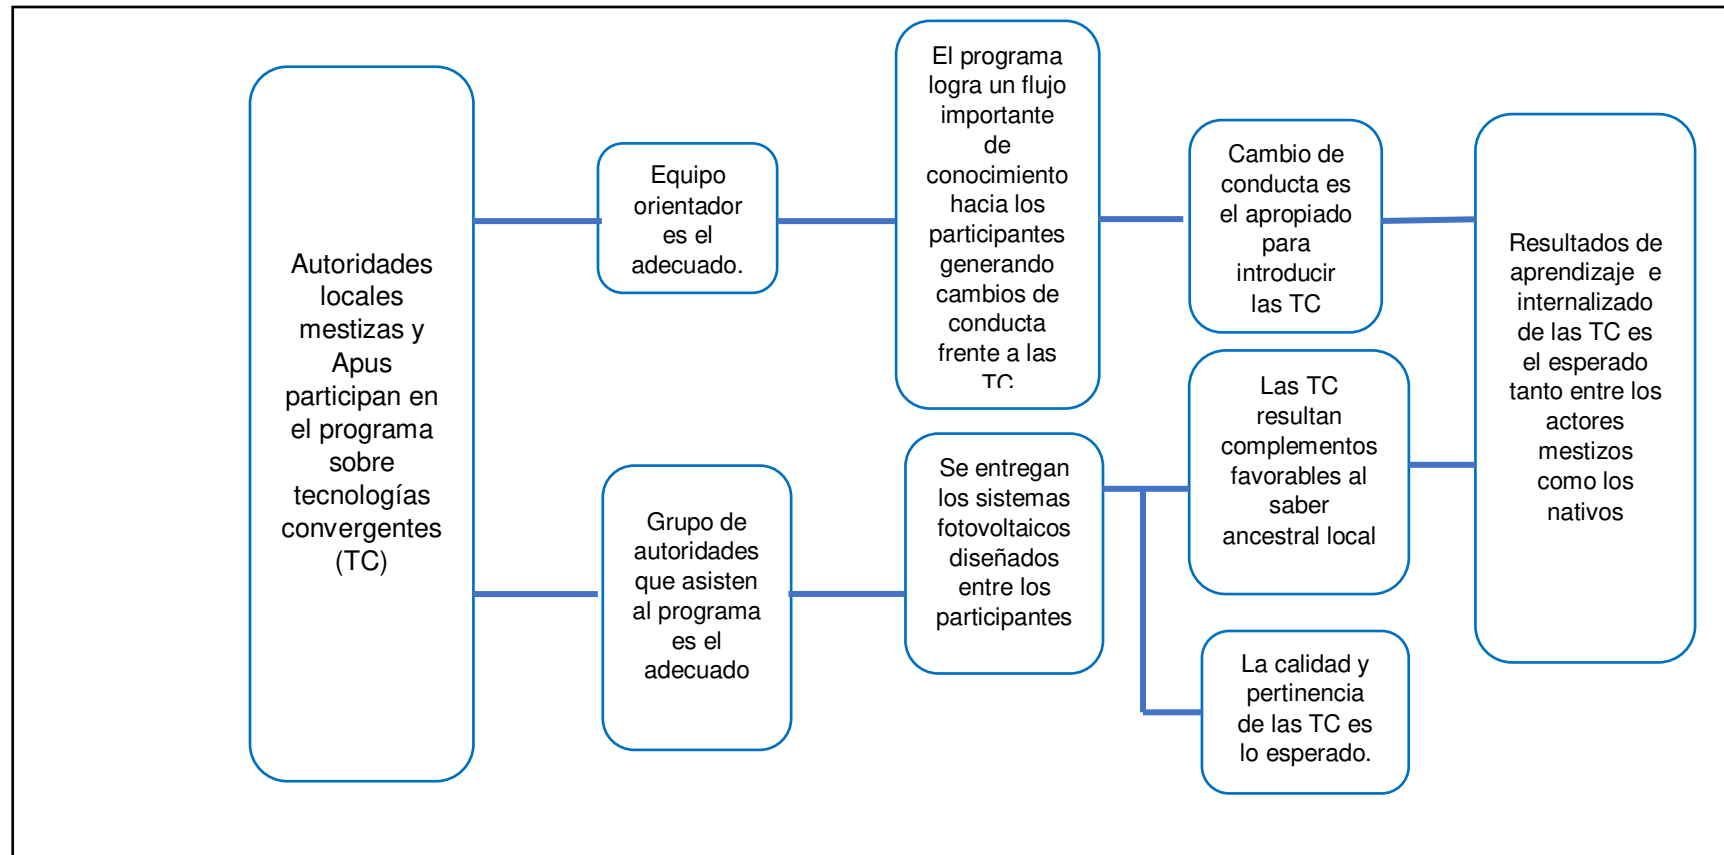 Autoridades
locales
mestizas y
Apus
participan en
el programa
sobre
tecnologías
convergentes
(TC)
Equipo
orientador
es el
adecuado.
Grupo de
autoridades
que asisten
al programa
es el
adecuado
El programa
logra un flujo
importante
de
conocimiento
hacia los
participantes
generando
cambios de
conducta
frente a las
TC.
Se entregan
los sistemas
fotovoltaicos
diseñados
entre los
participantes
Cambio de
conducta es
el apropiado
para
introducir
las TC
Las TC
resultan
complementos
favorables al
saber
ancestral local
La calidad y
pertinencia
de las TC es
lo esperado.
Resultados de
aprendizaje e
internalizado
de las TC es
el esperado
tanto entre los
actores
mestizos
como los
nativos